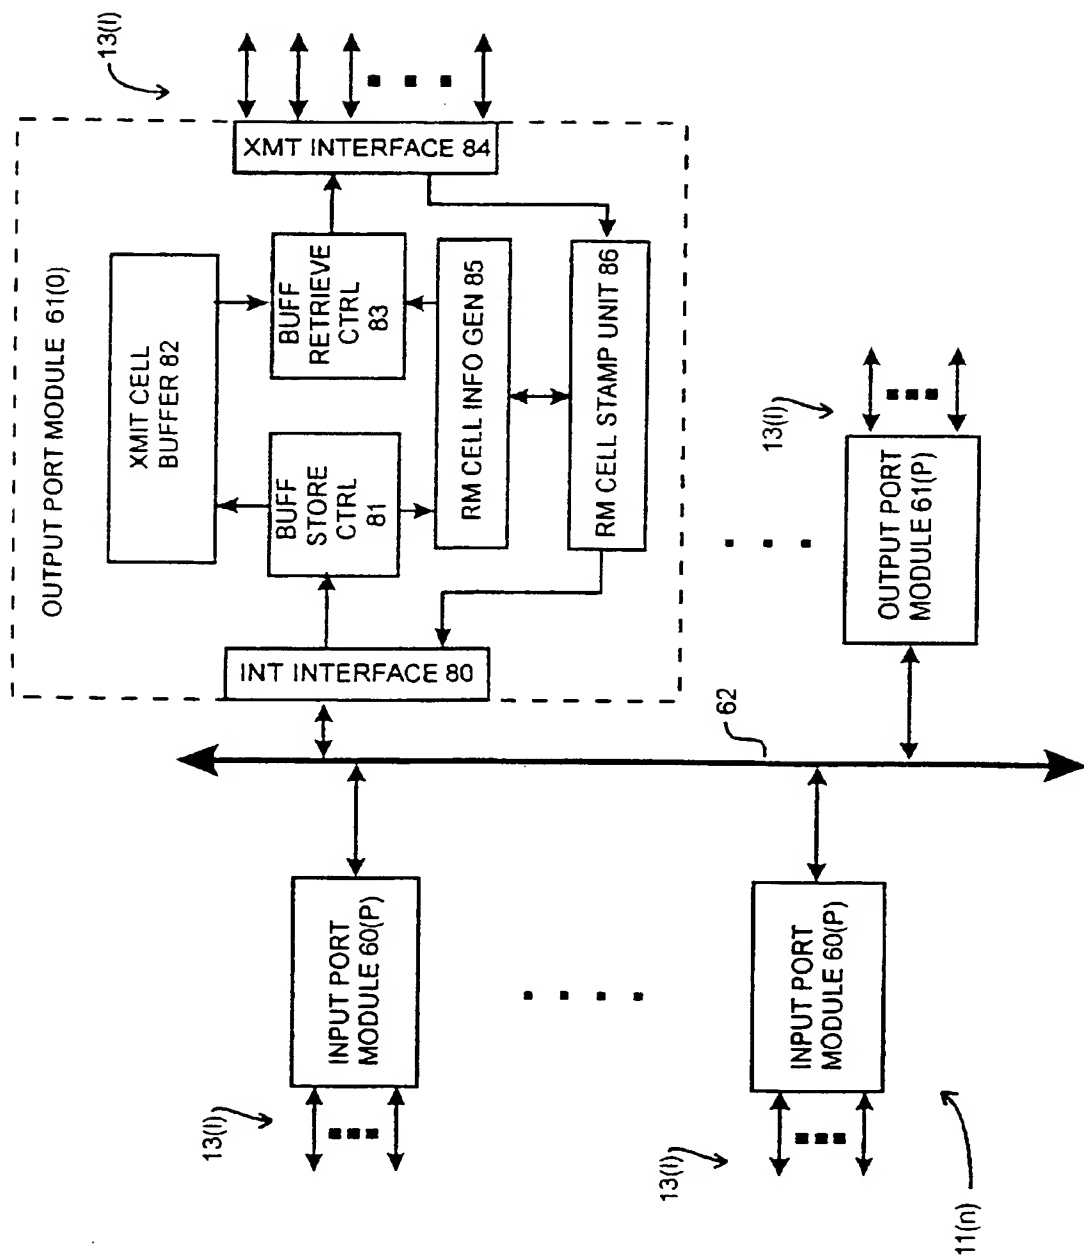 13(l)
OUTPUT PORT MODULE 61(0)
XMIT CELL
BUFFER 82
BUFF
STORE
CTRL
81
BUFF
RETRIEVE
CTRL
83
RM CELL INFO GEN 85
RM CELL STAMP UNIT 86
INT INTERFACE 80
XMT INTERFACE 84
62
13(l)
INPUT PORT
MODULE 60(P)
13(l)
INPUT PORT
MODULE 60(P)
13(l)
OUTPUT PORT
MODULE 61(P)
11(n)